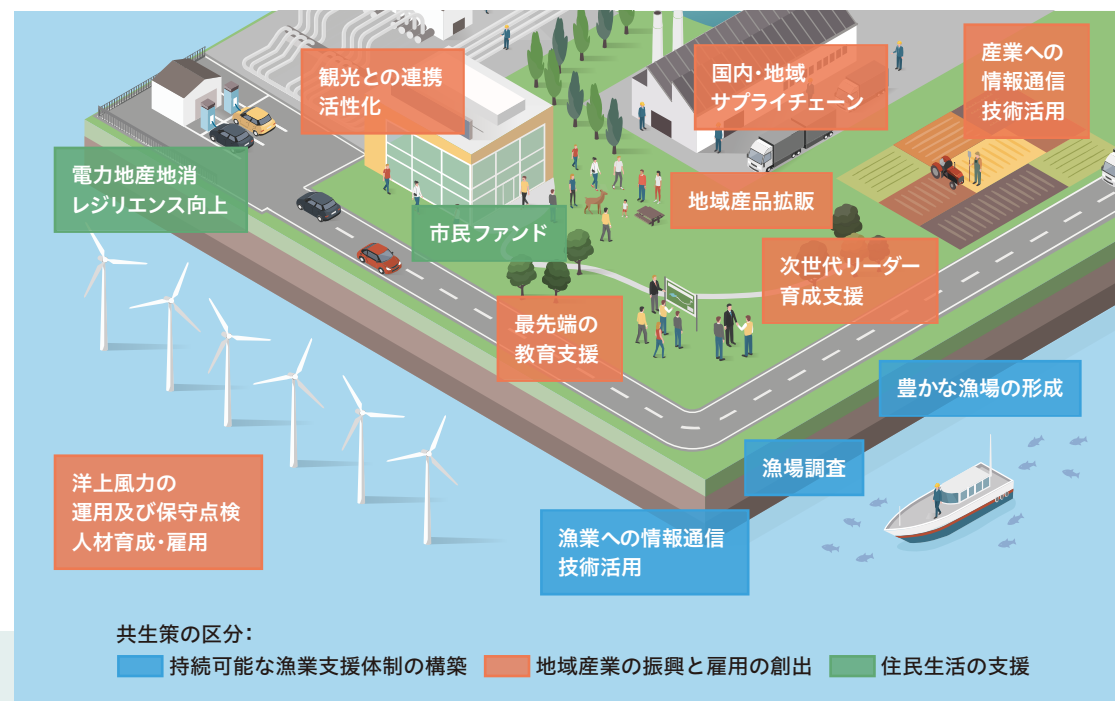 観光との連携
活性化
国内・地域
サプライチェーン
産業への
情報通信
技術活用
電力地産地消
レジリエンス向上
地域産品拡販
市民ファンド
次世代リーダー
育成支援
最先端の
教育支援
豊かな漁場の形成
漁場調査
洋上風力の
運用及び保守点検
人材育成・雇用
漁業への情報通信
技術活用
共生策の区分：
持続可能な漁業支援体制の構築
地域産業の振興と雇用の創出
住民生活の支援